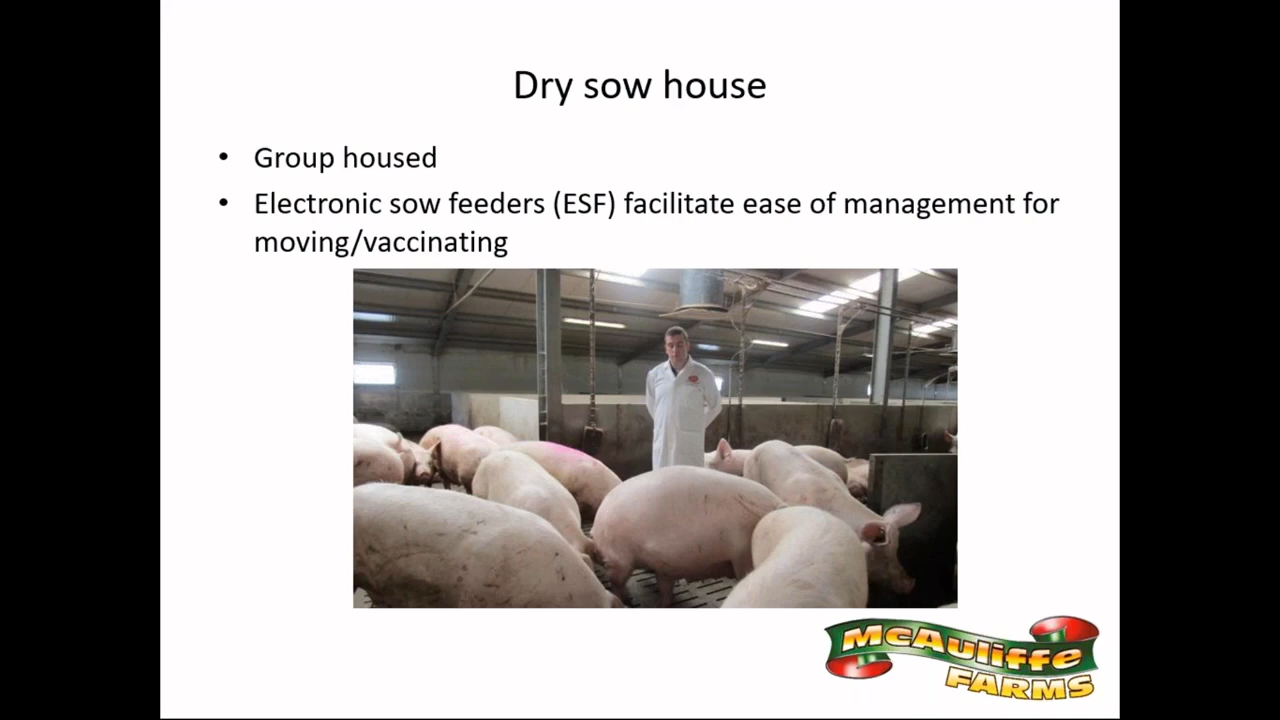 Dry sow house
• Group housed
• Electronic sow feeders (ESF) facilitate ease of management for
moving/vaccinating
McAuliffe
FARMS